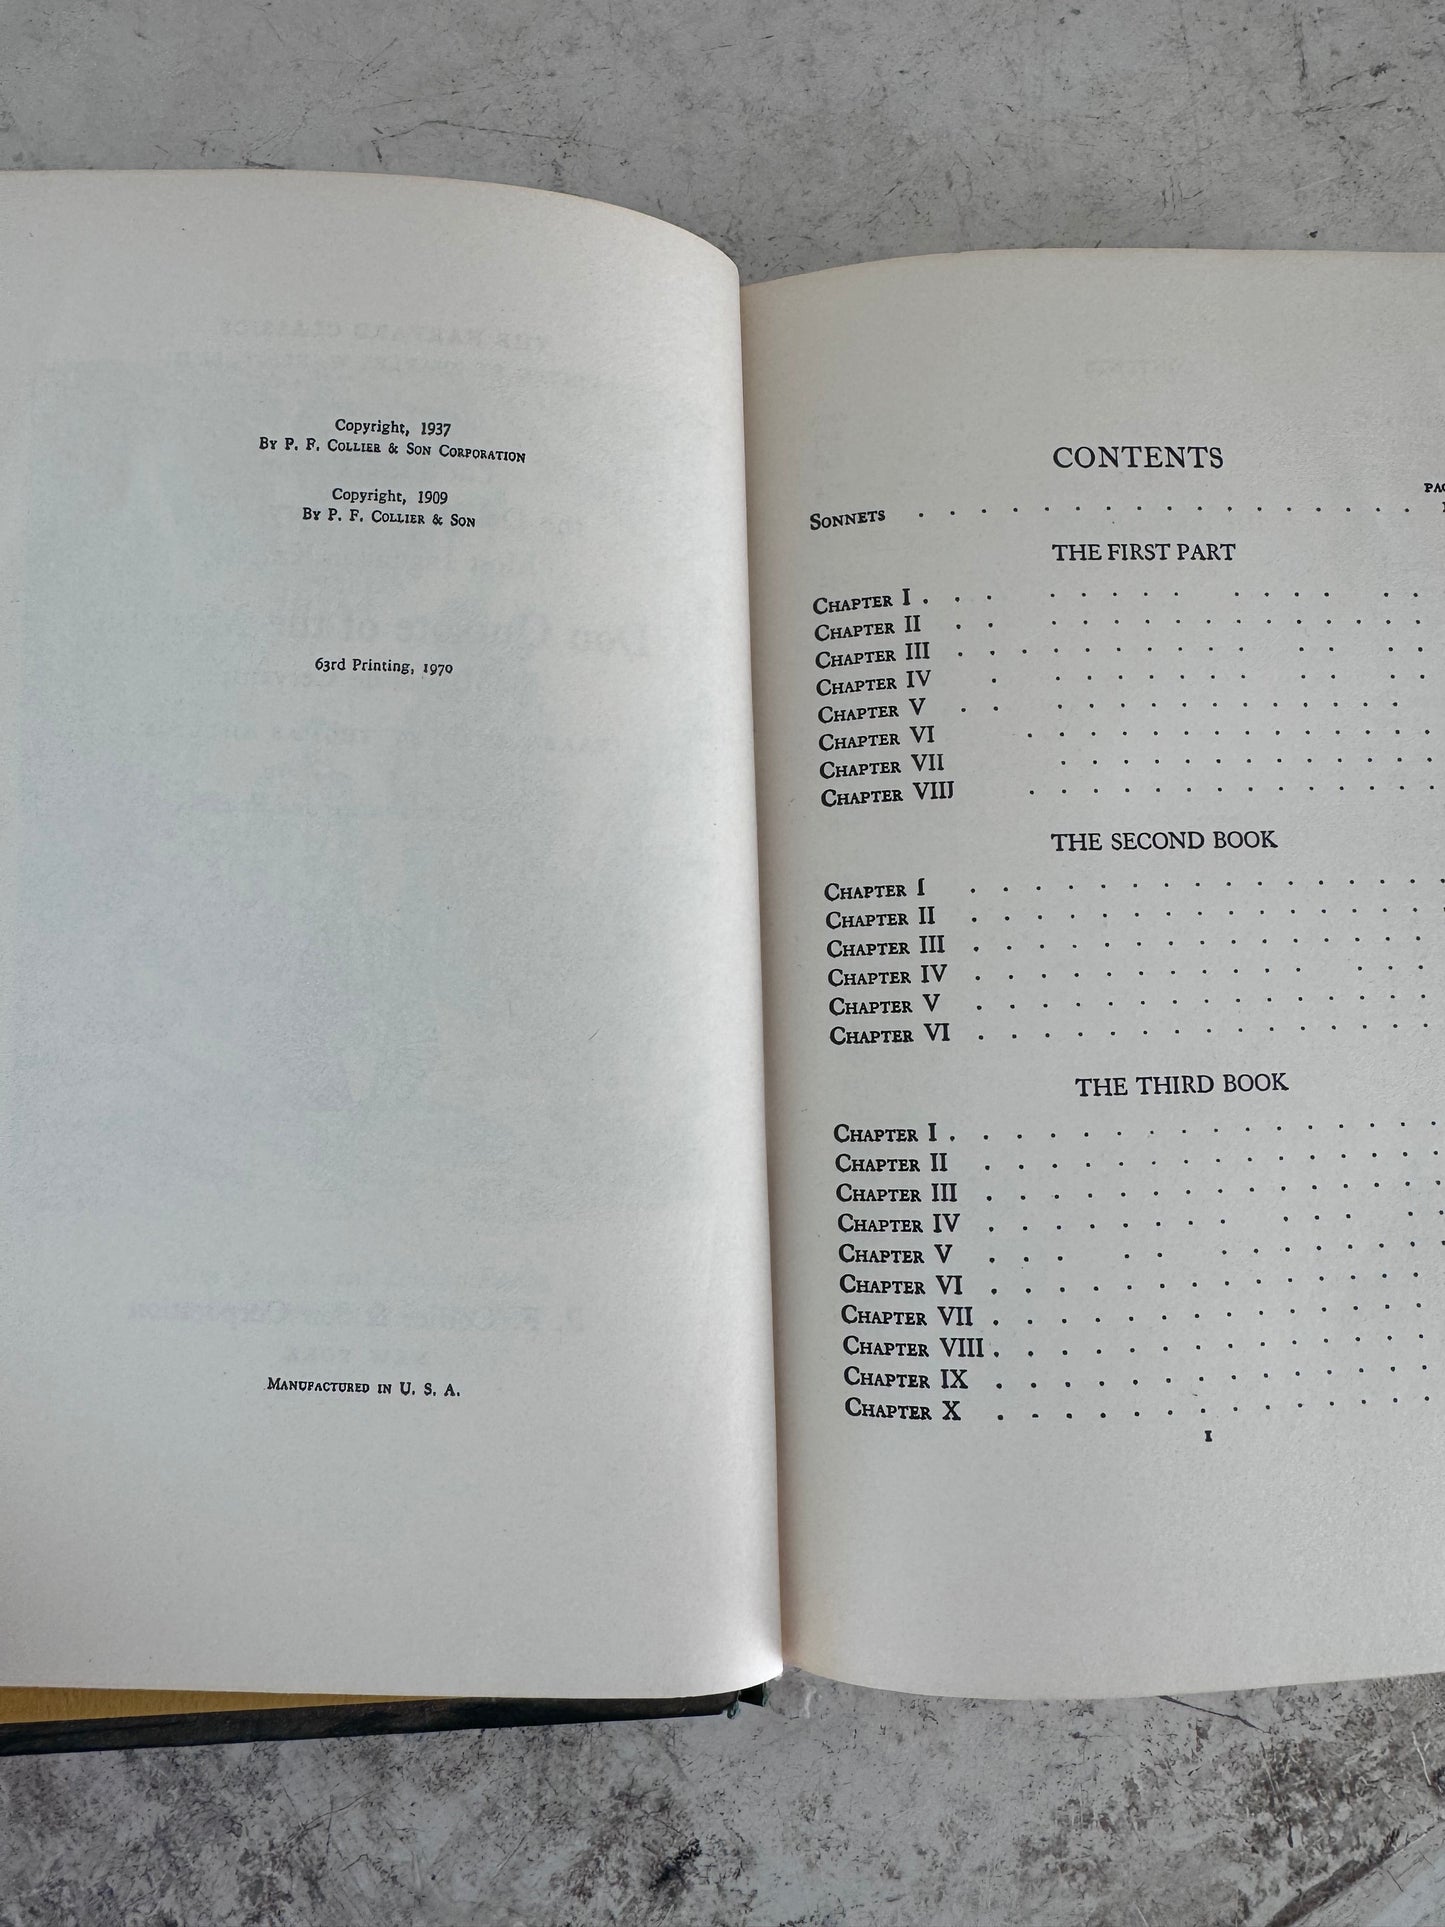 Copyright, 1937
By P. F. Collier & Son Corporation
Copyright, 1909
By P. F. Collier & Son
63rd Printing, 1970
Manufactured in U. S. A.
CONTENTS
Sonnets
THE FIRST PART
Chapter I
Chapter II
Chapter III
Chapter IV
Chapter V
Chapter VI
Chapter VII
Chapter VIII
THE SECOND BOOK
Chapter I
Chapter II
Chapter III
Chapter IV
Chapter V
Chapter VI
THE THIRD BOOK
Chapter I
Chapter II
Chapter III
Chapter IV
Chapter V
Chapter VI
Chapter VII
Chapter VIII
Chapter IX
Chapter X
1